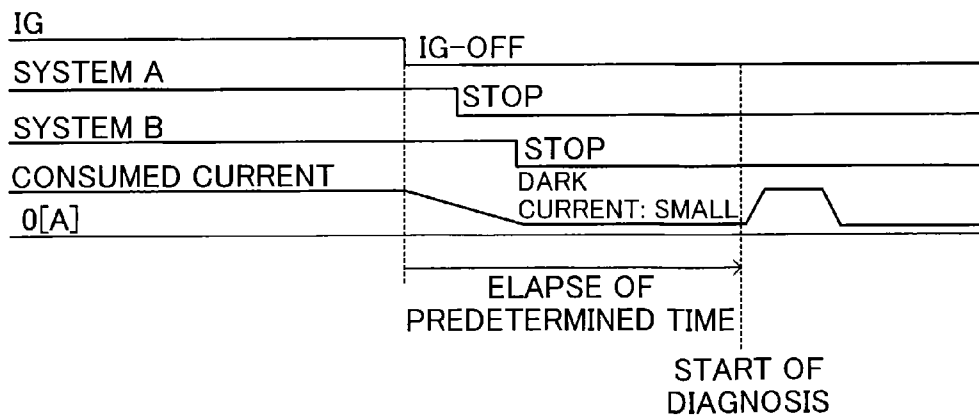 IG
IG-OFF
SYSTEM A
STOP
SYSTEM B
STOP
CONSUMED CURRENT
DARK
CURRENT: SMALL
0[A]
ELAPSE OF
PREDETERMINED TIME
START OF
DIAGNOSIS